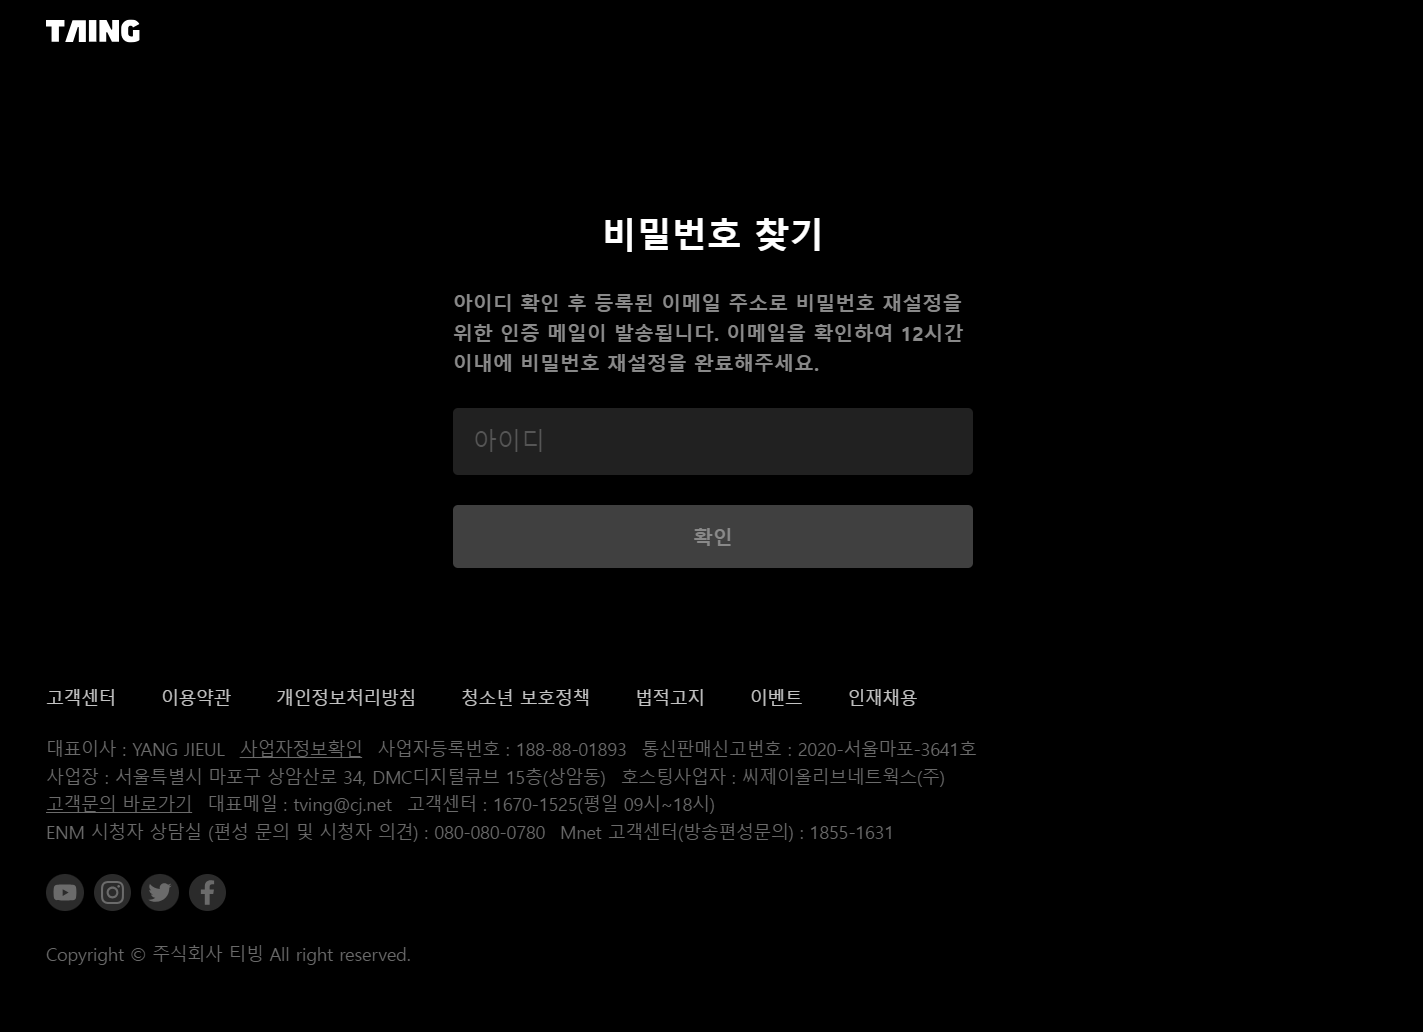 TAING
비밀번호 찾기
아이디 확인 후 등록된 이메일 주소로 비밀번호 재설정을
위한 인증 메일이 발송됩니다. 이메일을 확인하여 12시간
이내에 비밀번호 재설정을 완료해주세요.
아이디
확인
고객센터 이용약관 개인정보처리방침 청소년 보호정책 법적고지 이벤트 인재채용
대표이사 : YANG JIEUL 사업자정보확인 사업자등록번호 : 188-88-01893 통신판매신고번호 : 2020-서울마포-3641호
사업장 : 서울특별시 마포구 상암산로 34, DMC디지털큐브 15층(상암동) 호스팅사업자 : 씨제이올리브네트웍스(주)
고객문의 바로가기 대표메일 : tving@cj.net 고객센터 : 1670-1525(평일 09시~18시)
ENM 시청자 상담실 (편성 문의 및 시청자 의견) : 080-080-0780 Mnet 고객센터(방송편성문의) : 1855-1631
Copyright © 주식회사 티빙 All right reserved.